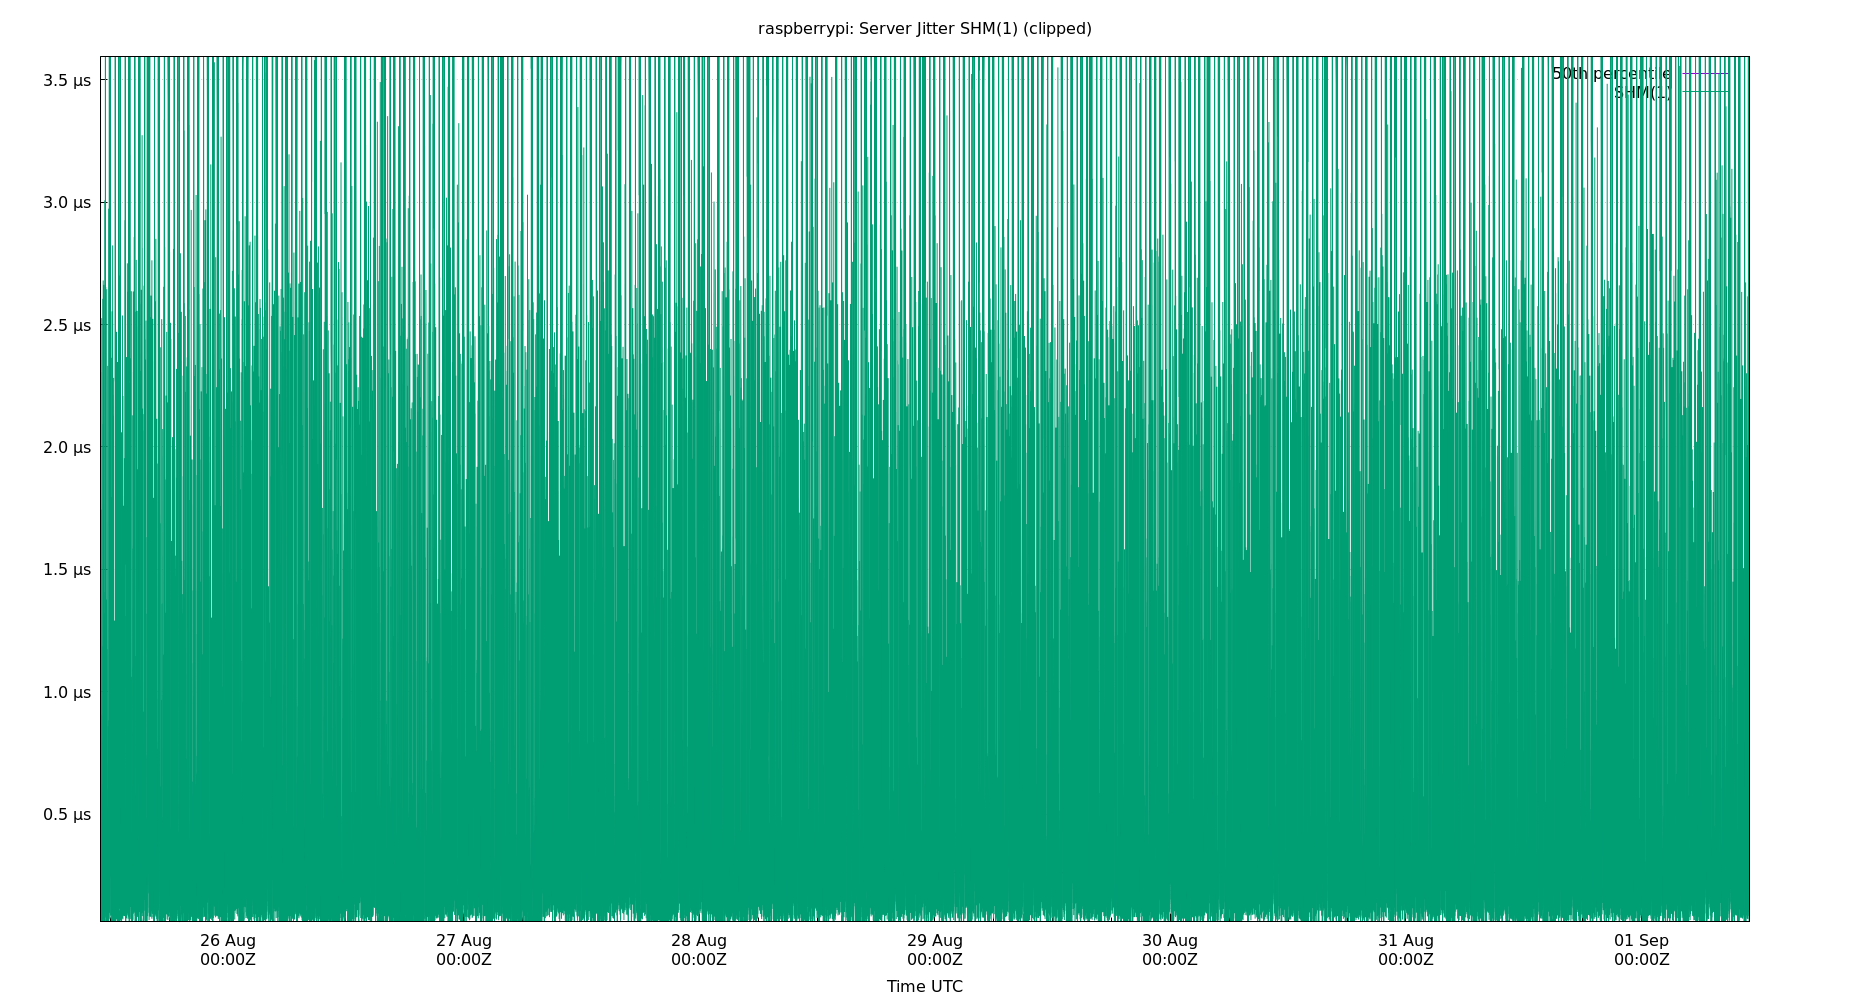 raspberrypi: Server Jitter SHM(1) (clipped)
50th percentile
SHM(1)
3.5 µs
3.0 µs
2.5 µs
2.0 µs
1.5 µs
1.0 µs
0.5 µs
26 Aug 27 Aug 28 Aug 29 Aug 30 Aug 31 Aug 01 Sep
00:00Z 00:00Z 00:00Z 00:00Z 00:00Z 00:00Z 00:00Z
Time UTC